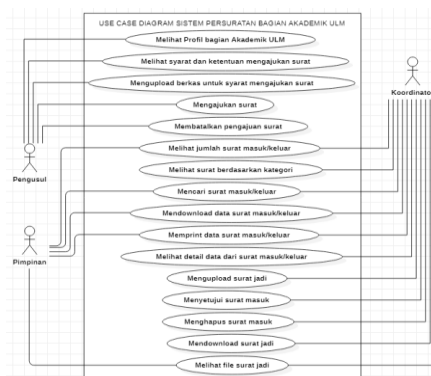 USE CASE DIAGRAM SISTEM PERSURATAN BAGIAN AKADEMIK ULM
Melihat Profil bagian Akademik ULM
Melihat syarat dan ketentuan mengajukan surat
Mengupload berkas untuk syarat mengajukan surat
Koordinato
Mengajukan surat
Membatalkan pengajuan surat
Melihat jumlah surat masuk/keluar
Melihat surat berdasarkan kategori
Pengusul
Mencari surat masuk/keluar
Mendownload data surat masuk/keluar
Memprint data surat masuk/keluar
Melihat detail data dari surat masuk/keluar
Pimpinan
Mengupload surat jadi
Menyetujui surat masuk
Menghapus surat masuk
Mendownload surat jadi
Melihat file surat jadi